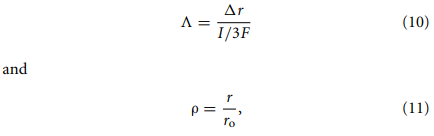 Λ = Δr / I/3F (10)
and
ρ = r / r₀, (11)